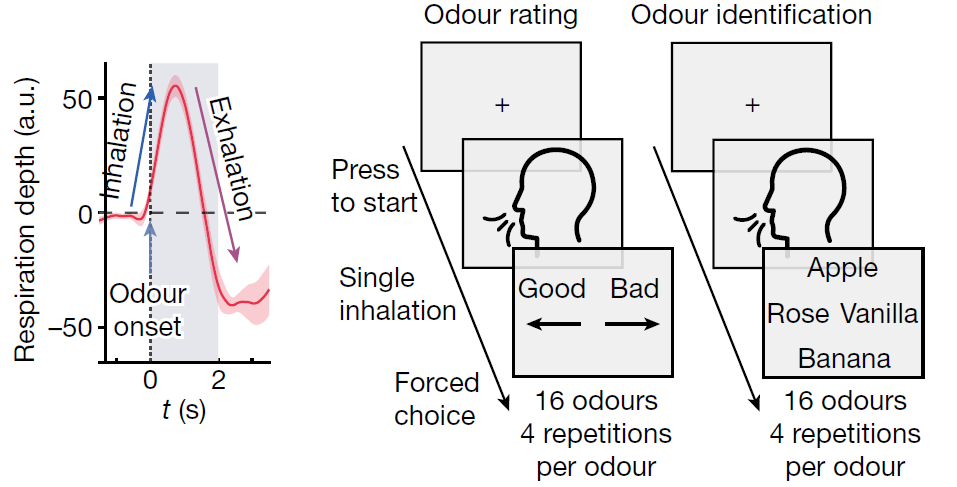 Respiration depth (a.u.)
50
0
−50
Inhalation
Exhalation
Odour
onset
0
2
t (s)
Odour rating
+
Press
to start
Single
inhalation
Good Bad
Forced
choice
16 odours
4 repetitions
per odour
Odour identification
+
Apple
Rose Vanilla
Banana
16 odours
4 repetitions
per odour